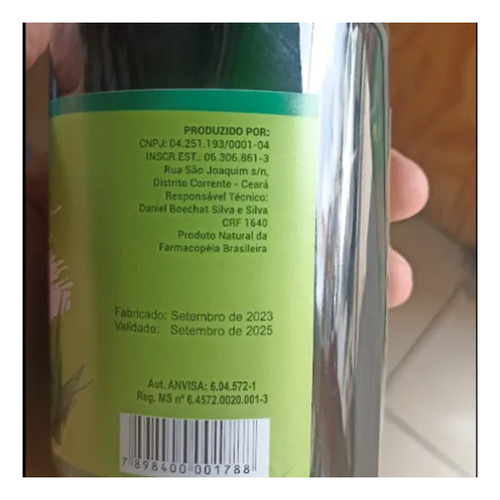 PRODUZIDO POR:
CNPJ: 04.251.193/0001-04
INSCR.EST.: 06.306.861-3
Rua São Joaquim s/n,
Distrito Corrente - Ceará
Responsável Técnico:
Daniel Boechat Silva e Silva
CRF 1640
Produto Natural da
Farmacopéia Brasileira
Fabricado: Setembro de 2023
Validade: Setembro de 2025
Aut. ANVISA: 6.04.572-1
Reg. MS nº 6.4572.0020.001-3
7 898400 001788